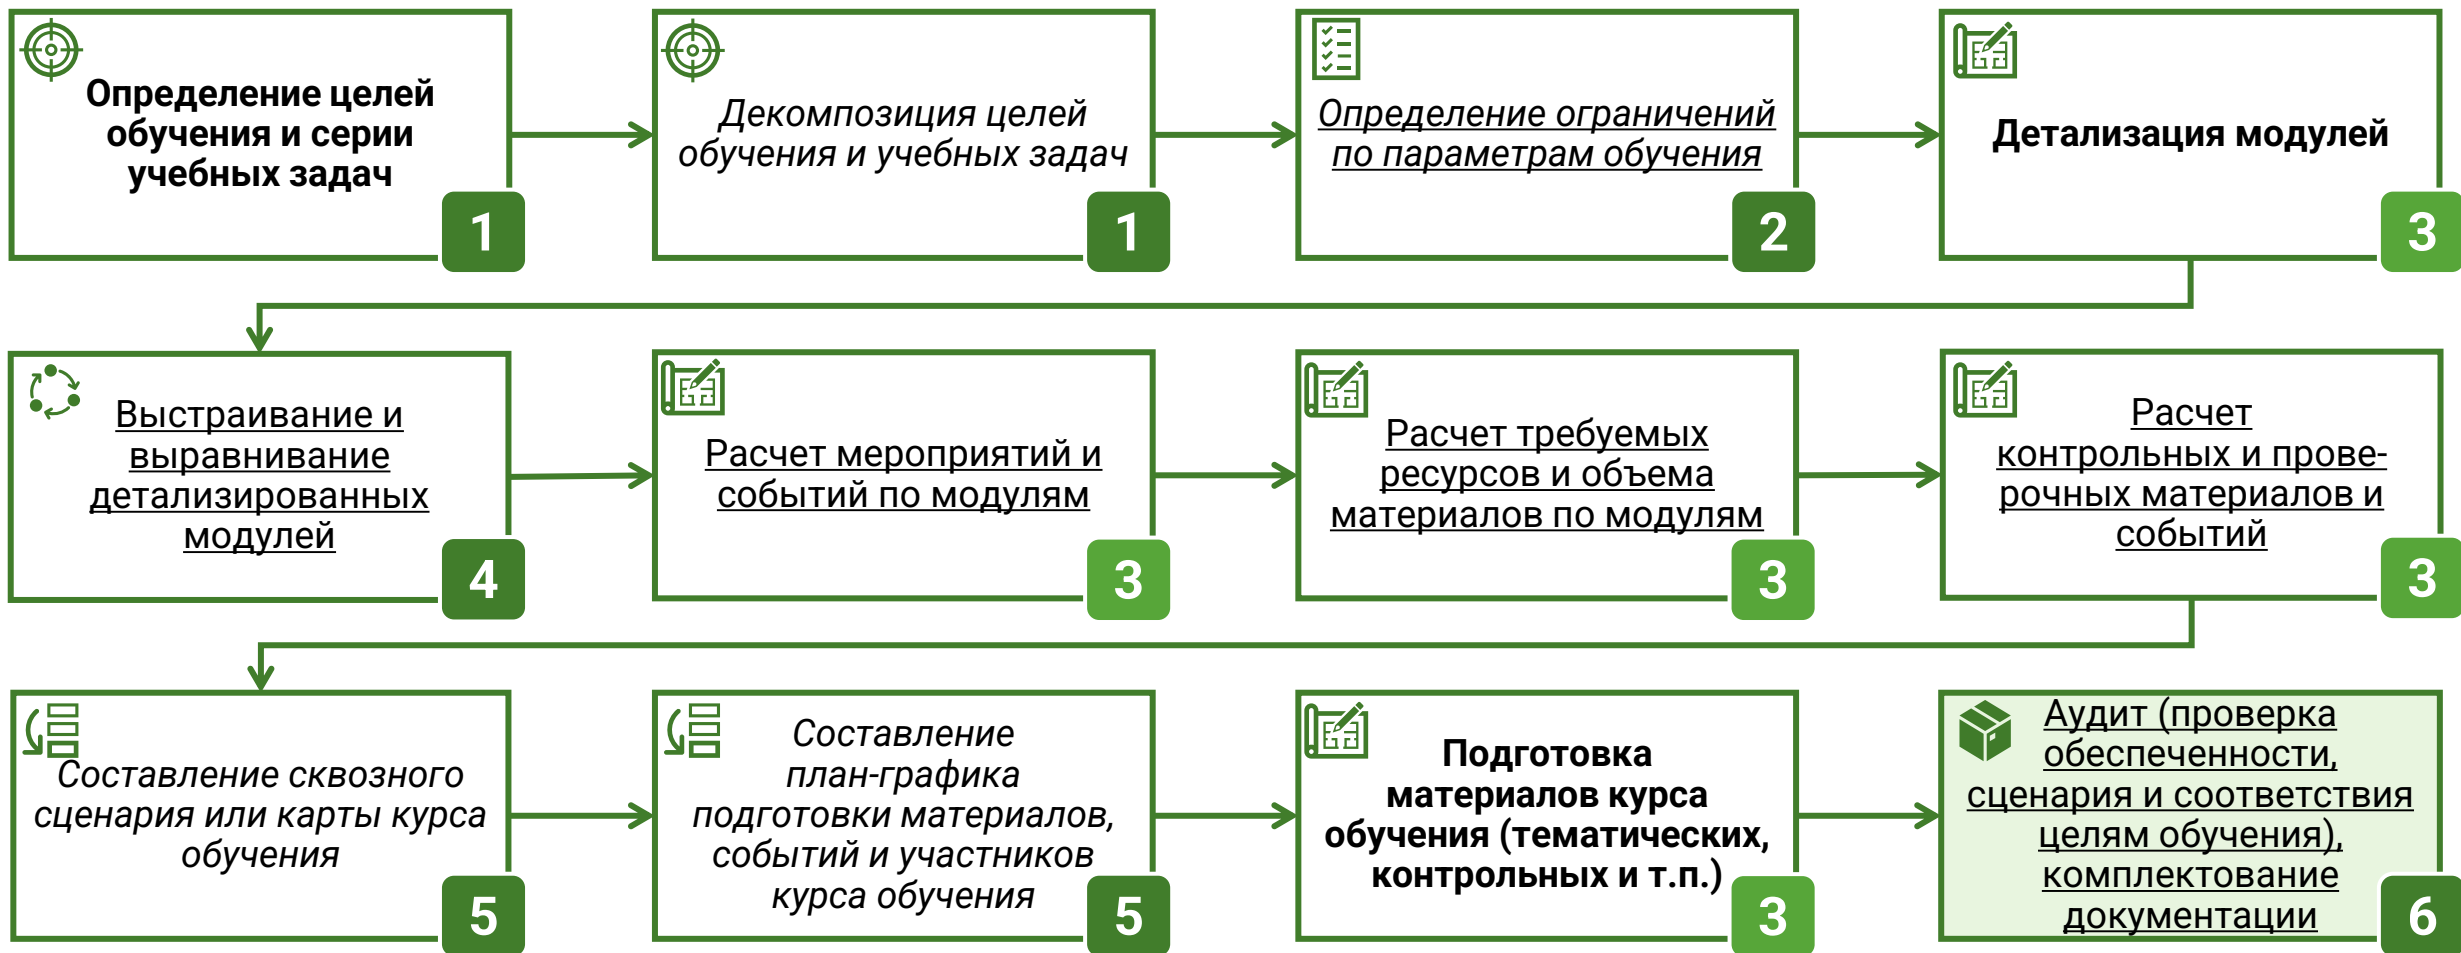 Определение целей
обучения и серии
учебных задач
1
Декомпозиция целей
обучения и учебных задач
1
Определение ограничений
по параметрам обучения
2
Детализация модулей
3
Выстраивание и
выравнивание
детализированных
модулей
4
Расчет мероприятий и
событий по модулям
3
Расчет требуемых
ресурсов и объема
материалов по модулям
3
Расчет
контрольных и прове-
рочных материалов и
событий
3
Составление сквозного
сценария или карты курса
обучения
5
Составление
план-графика
подготовки материалов,
событий и участников
курса обучения
5
Подготовка
материалов курса
обучения (тематических,
контрольных и т.п.)
3
Аудит (проверка
обеспеченности,
сценария и соответствия
целям обучения),
комплектование
документации
6